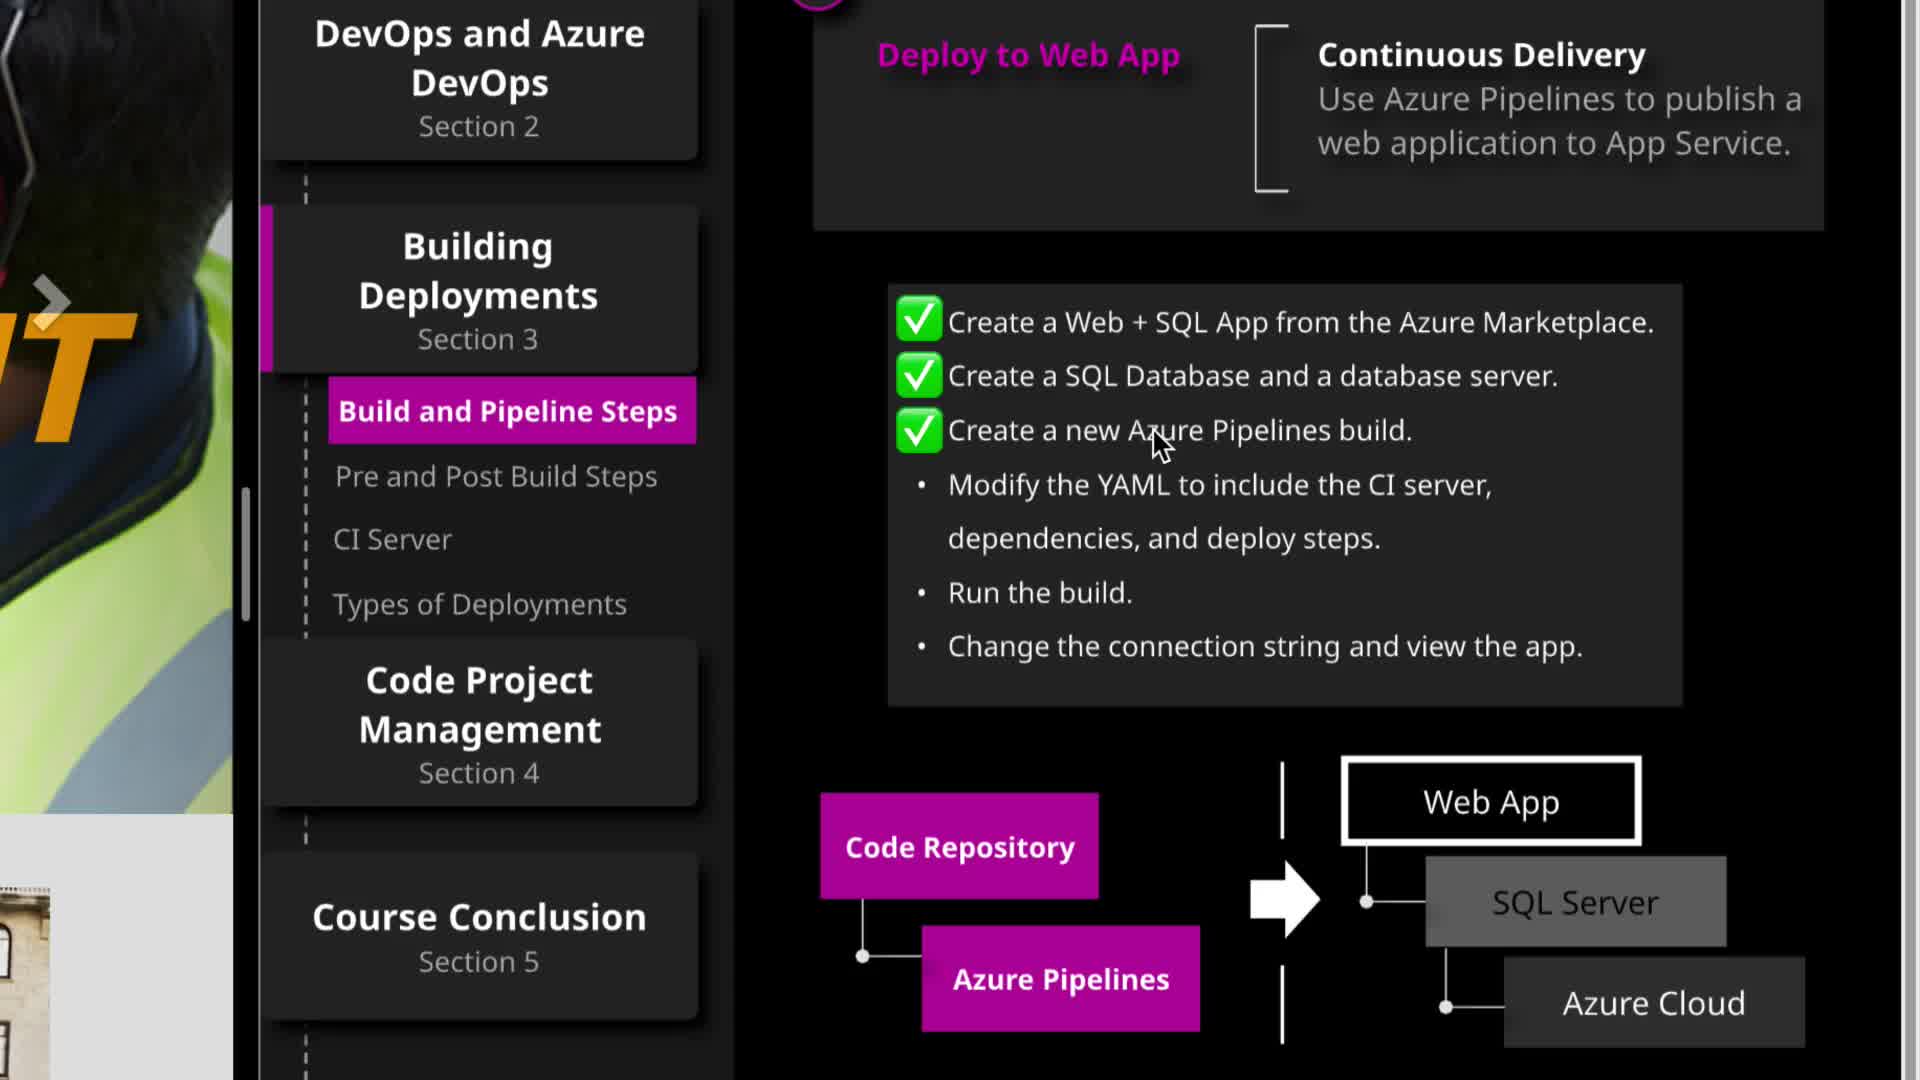 DevOps and Azure
DevOps
Section 2
Building
Deployments
Section 3
Build and Pipeline Steps
Pre and Post Build Steps
CI Server
Types of Deployments
Code Project
Management
Section 4
Course Conclusion
Section 5
Deploy to Web App
Continuous Delivery
Use Azure Pipelines to publish a
web application to App Service.
✅ Create a Web + SQL App from the Azure Marketplace.
✅ Create a SQL Database and a database server.
✅ Create a new Azure Pipelines build.
• Modify the YAML to include the CI server,
dependencies, and deploy steps.
• Run the build.
• Change the connection string and view the app.
Code Repository
Azure Pipelines
Web App
SQL Server
Azure Cloud